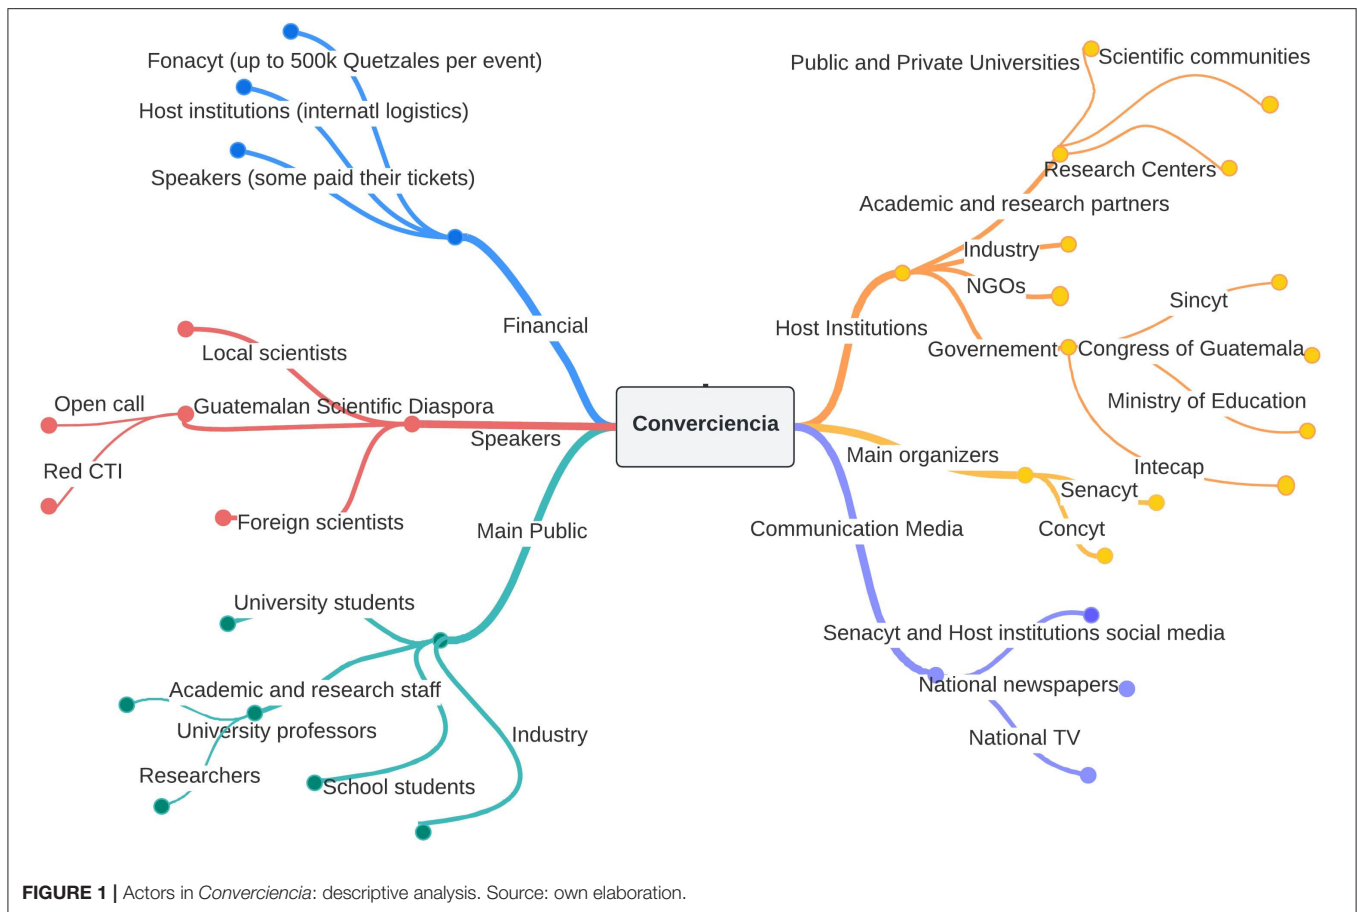 Fonacyt (up to 500k Quetzales per event)
Host institutions (internatl logistics)
Speakers (some paid their tickets)
Financial
Local scientists
Guatemalan Scientific Diaspora
Open call
Red CTI
Speakers
Foreign scientists
Main Public
University students
Academic and research staff
University professors
Researchers
School students
Industry
Converciencia
Public and Private Universities
Scientific communities
Research Centers
Academic and research partners
Industry
NGOs
Host Institutions
Governement
Sincyt
Congress of Guatemala
Ministry of Education
Intecap
Main organizers
Senacyt
Concyt
Communication Media
Senacyt and Host institutions social media
National newspapers
National TV
FIGURE 1 | Actors in Converciencia: descriptive analysis. Source: own elaboration.